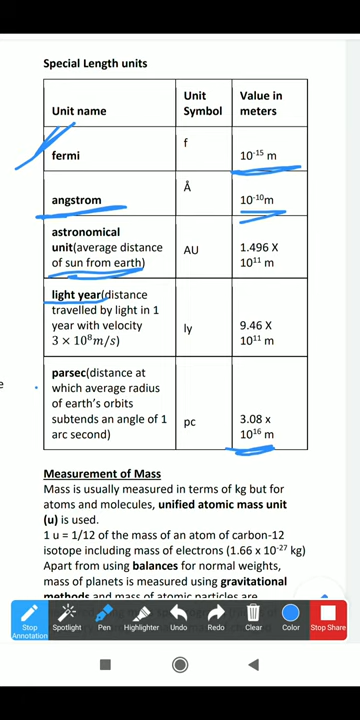 Special Length units
Unit name
Unit
Symbol
Value in
meters
fermi
f
10-15 m
angstrom
Å
10-10m
astronomical
unit(average distance
of sun from earth)
AU
1.496 X
10¹¹ m
light year(distance
travelled by light in 1
year with velocity
3 × 10⁸m/s)
ly
9.46 X
10¹¹ m
parsec(distance at
which average radius
of earth's orbits
subtends an angle of 1
arc second)
pc
3.08 x
10¹⁶ m
e
Measurement of Mass
Mass is usually measured in terms of kg but for
atoms and molecules, unified atomic mass unit
(u) is used.
1 u = 1/12 of the mass of an atom of carbon-12
isotope including mass of electrons (1.66 x 10-27 kg)
Apart from using balances for normal weights,
mass of planets is measured using gravitational
methods and mass of atomic particles are
Stop
Annotation
Spotlight
Pen
Highlighter
Undo
Redo
Clear
Color
Stop Share